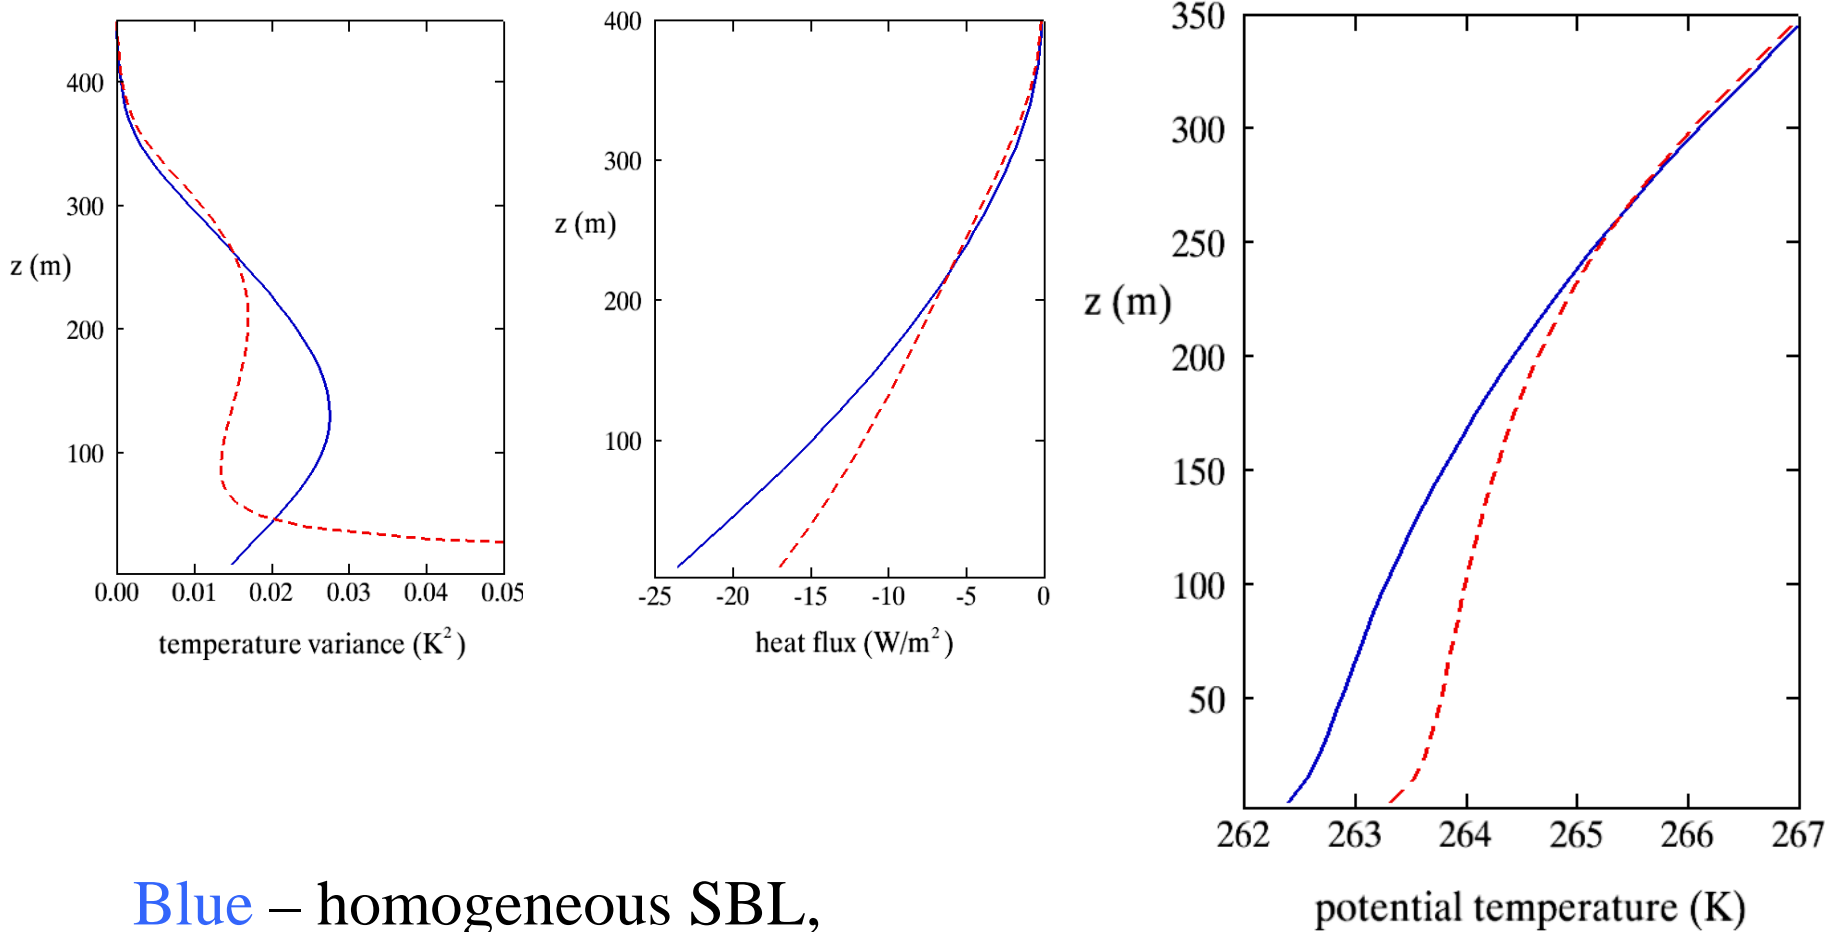 400
300
z (m)
200
100
0.00 0.01 0.02 0.03 0.04 0.05
temperature variance (K2)
400
300
z (m)
200
100
-25 -20 -15 -10 -5 0
heat flux (W/m2)
350
300
250
z (m)
200
150
100
50
262 263 264 265 266 267
potential temperature (K)
Blue – homogeneous SBL,